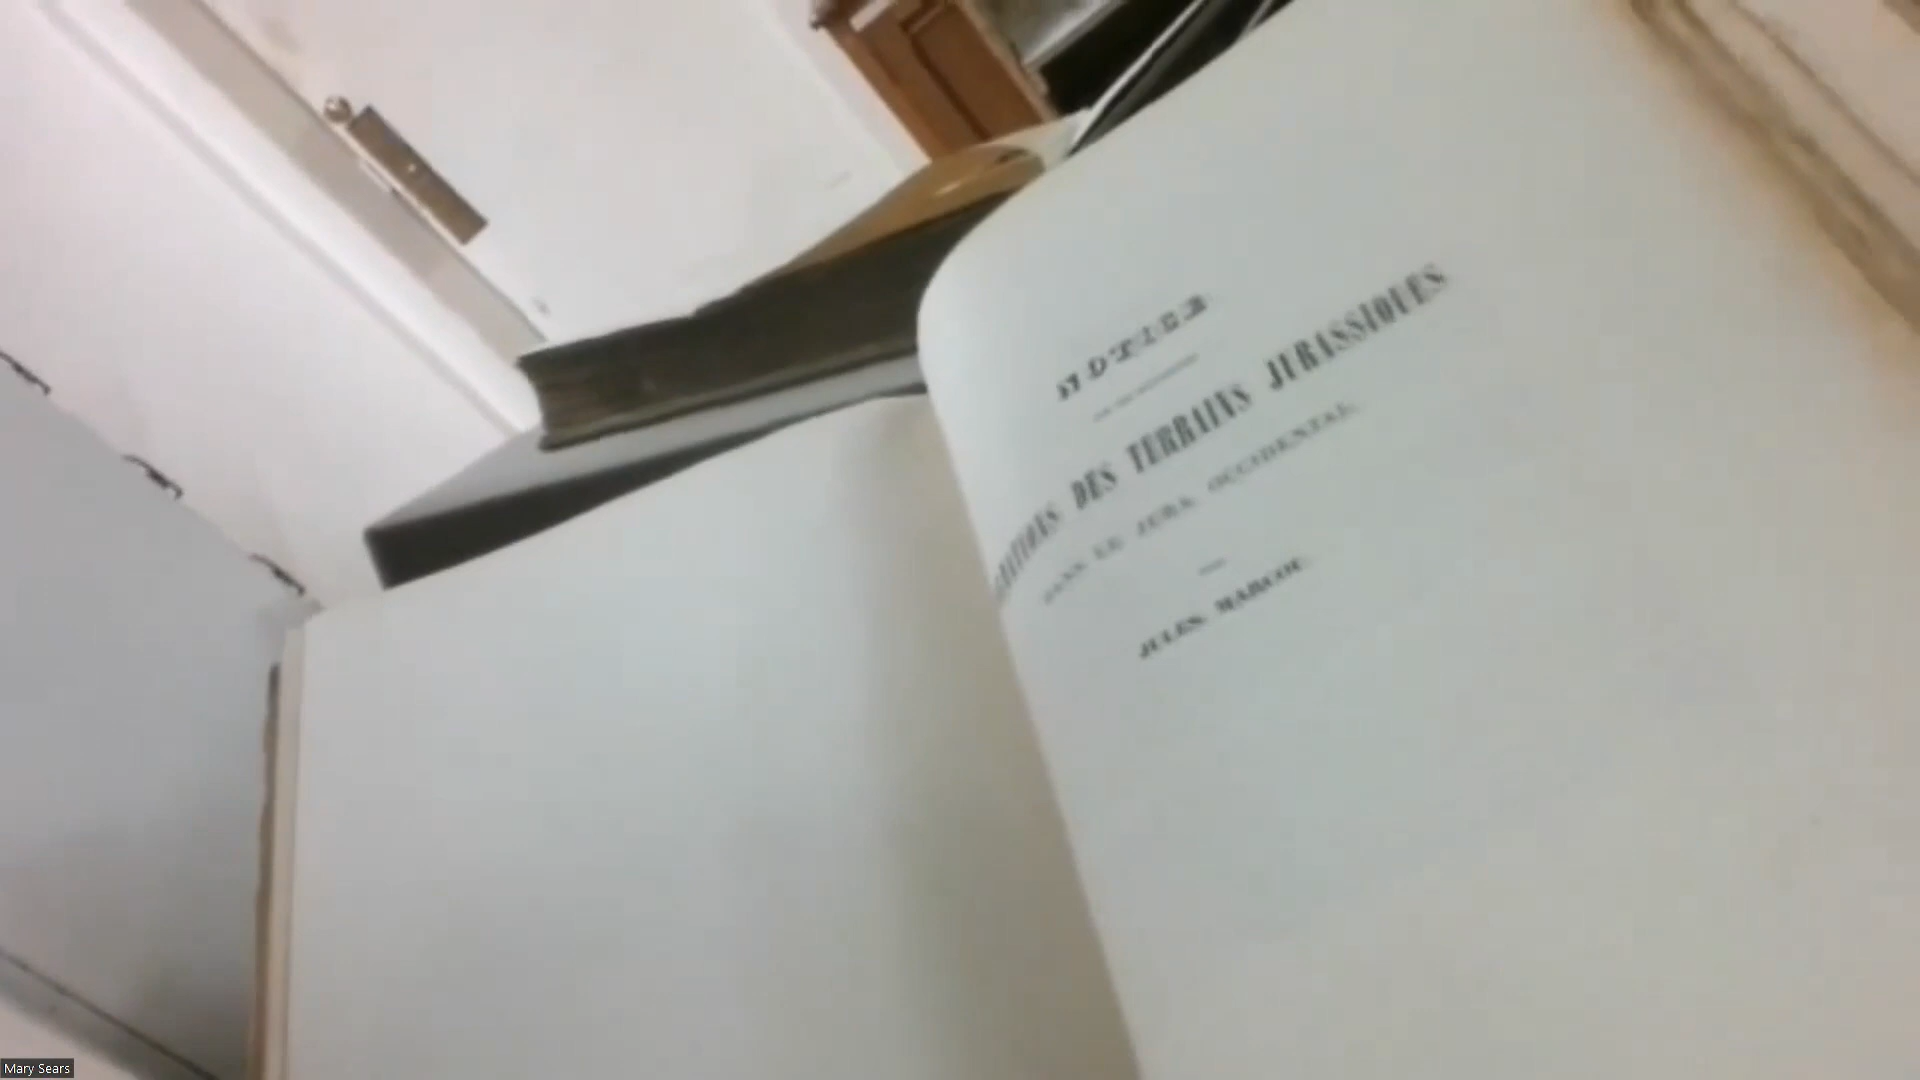 NOTICE
DES TERRAINS JURASSIQUES
DANS LE JURA OCCIDENTAL
JULES MARCOU.
Mary Sears